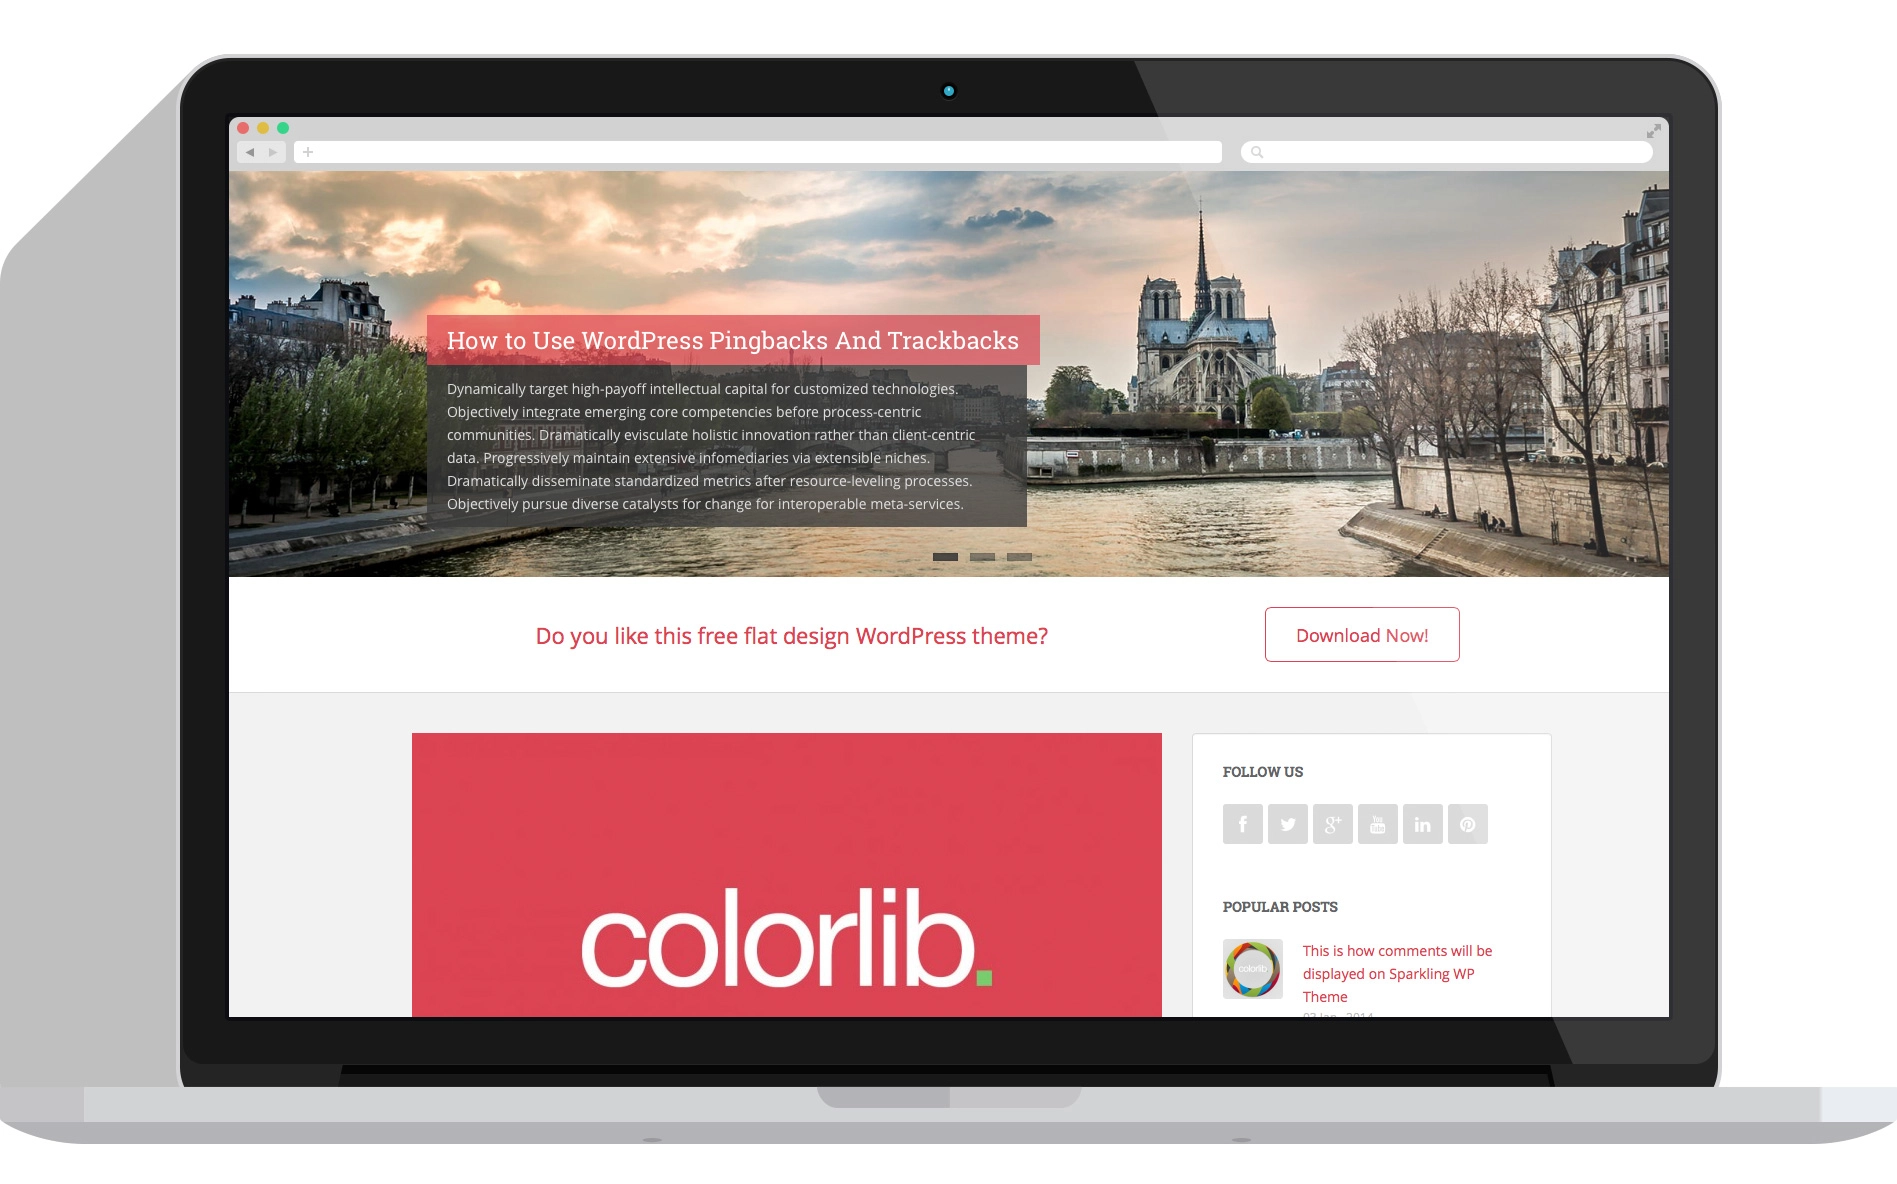 How to Use WordPress Pingbacks And Trackbacks
Dynamically target high-payoff intellectual capital for customized technologies.
Objectively integrate emerging core competencies before process-centric
communities. Dramatically evisculate holistic innovation rather than client-centric
data. Progressively maintain extensive infomediaries via extensible niches.
Dramatically disseminate standardized metrics after resource-leveling processes.
Objectively pursue diverse catalysts for change for interoperable meta-services.
Do you like this free flat design WordPress theme?
Download Now!
colorlib.
FOLLOW US
POPULAR POSTS
colorlib
This is how comments will be
displayed on Sparkling WP
Theme